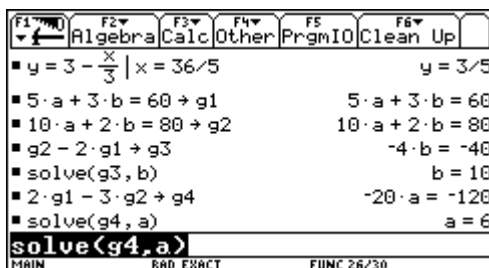 F1 F2 F3 F4 F5 F6
Algebra Calc Other PrgmIO Clean Up
▪ y = 3 - x/3 | x = 36/5 y = 3/5
▪ 5·a + 3·b = 60 → g1 5·a + 3·b = 60
▪ 10·a + 2·b = 80 → g2 10·a + 2·b = 80
▪ g2 - 2·g1 → g3 -4·b = -40
▪ solve(g3, b) b = 10
▪ 2·g1 - 3·g2 → g4 -20·a = -120
▪ solve(g4, a) a = 6
solve(g4,a)
MAIN RAD EXACT FUNC 26/30